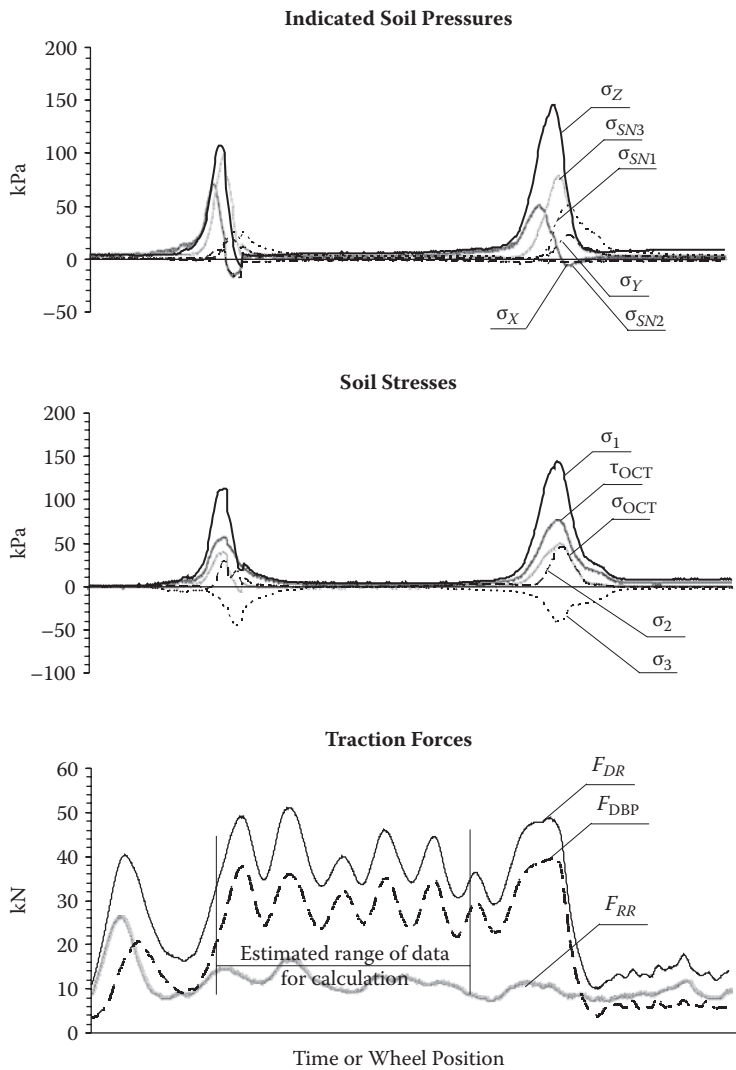 Indicated Soil Pressures
200
150
100
50
0
−50
kPa
σZ
σSN3
σSN1
σY
σX
σSN2
Soil Stresses
200
150
100
50
0
−50
−100
kPa
σ1
τOCT
σOCT
σ2
σ3
Traction Forces
60
50
40
30
20
10
0
kN
FDR
FDBP
FRR
Estimated range of data
for calculation
Time or Wheel Position